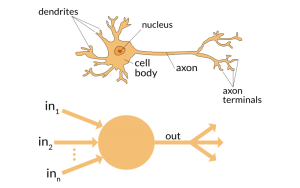 dendrites
nucleus
cell
body
axon
axon
terminals
in1
in2
out
inn